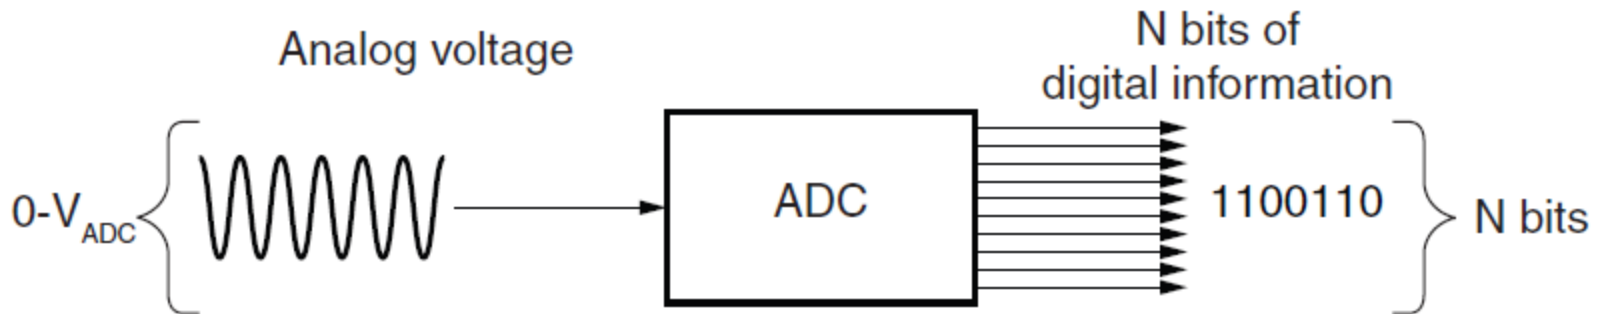 Analog voltage
N bits of
digital information
0-VADC
ADC
1100110
N bits